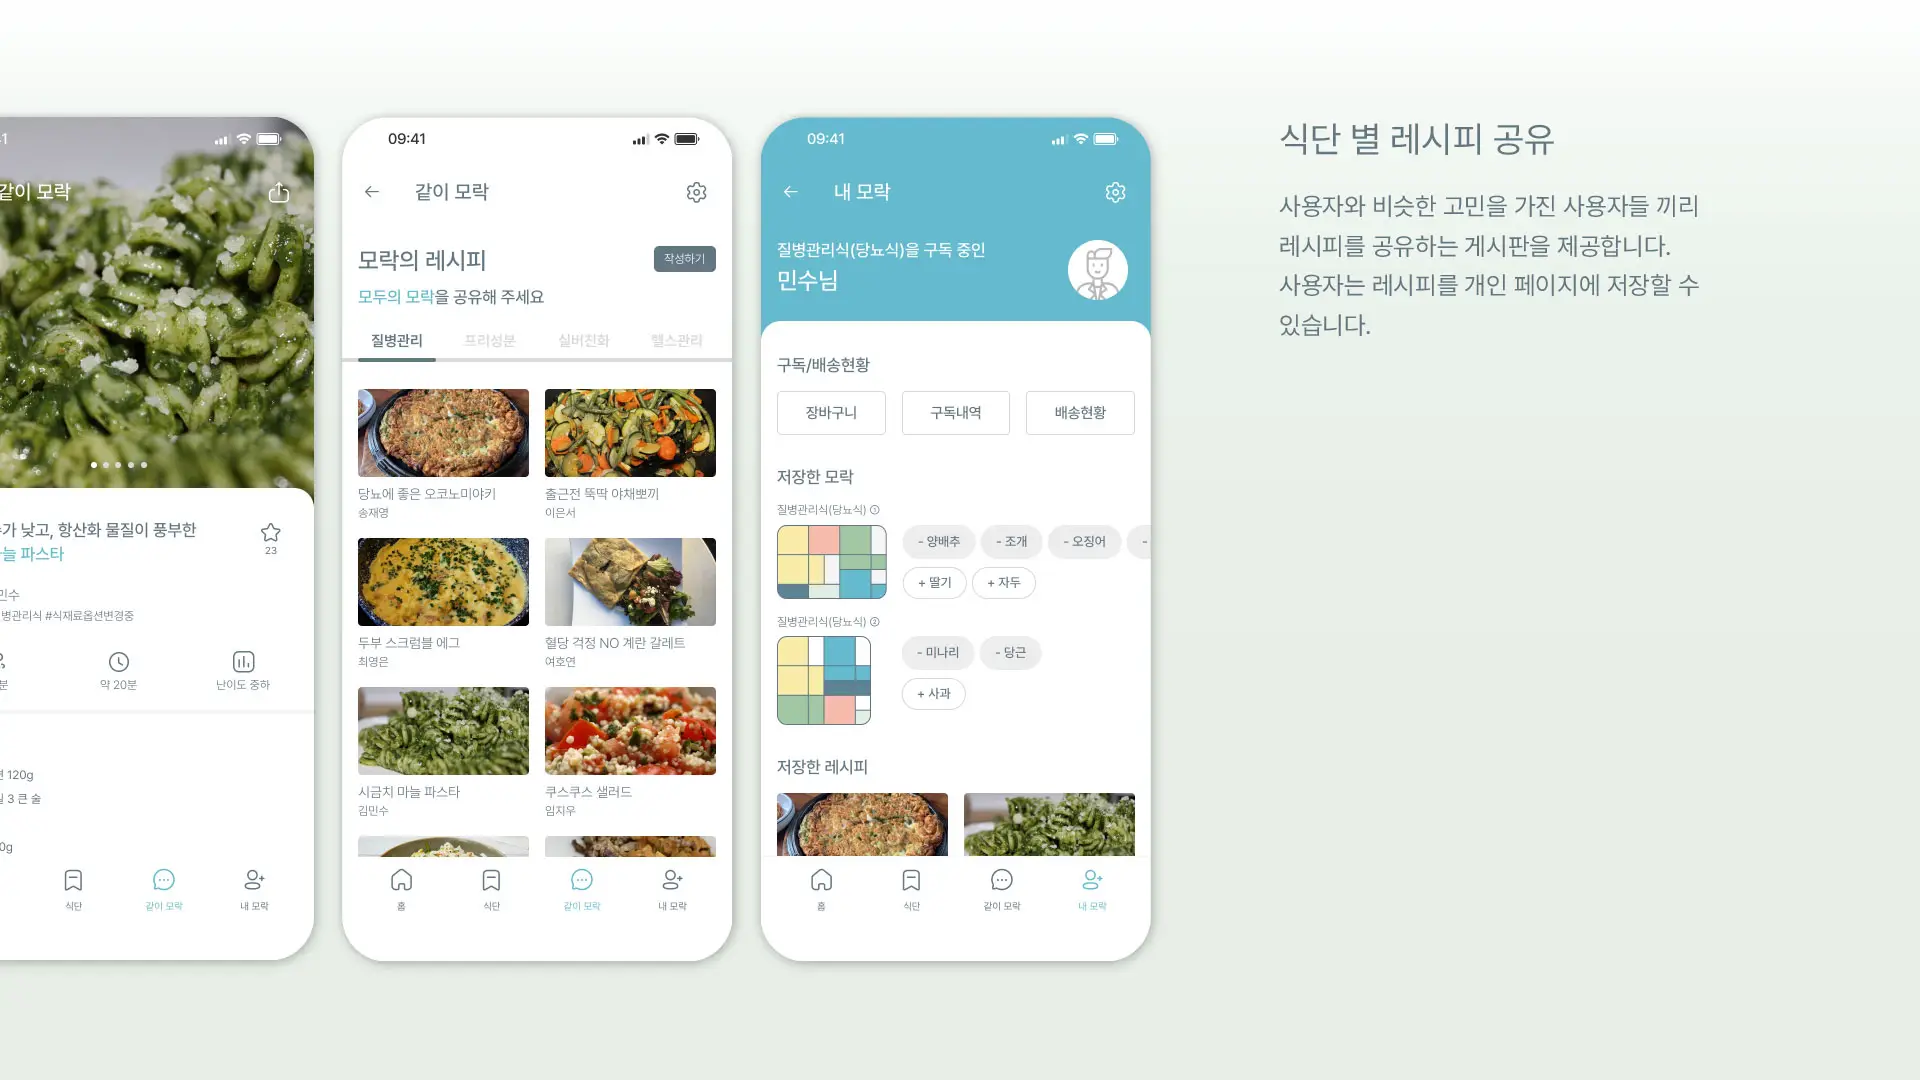 같이 모락
가 낮고, 항산화 물질이 풍부한
늘 파스타
23
민수
병관리식 #식재료옵션변경중
분
약 20분
난이도 중하
120g
3 큰 술
0g
식단
같이 모락
내 모락
09:41
같이 모락
모락의 레시피
작성하기
모두의 모락을 공유해 주세요
질병관리 프리성분 실버친화 헬스관리
당뇨에 좋은 오코노미야키
송재영
출근전 뚝딱 야채뽀끼
이은서
두부 스크럼블 에그
최영은
혈당 걱정 NO 계란 갈레트
여호연
시금치 마늘 파스타
김민수
쿠스쿠스 샐러드
임지우
홈
식단
같이 모락
내 모락
09:41
내 모락
질병관리식(당뇨식)을 구독 중인
민수님
구독/배송현황
장바구니
구독내역
배송현황
저장한 모락
질병관리식(당뇨식) ①
- 양배추
- 조개
- 오징어
-
+ 딸기
+ 자두
질병관리식(당뇨식) ②
- 미나리
- 당근
+ 사과
저장한 레시피
홈
식단
같이 모락
내 모락
식단 별 레시피 공유
사용자와 비슷한 고민을 가진 사용자들 끼리
레시피를 공유하는 게시판을 제공합니다.
사용자는 레시피를 개인 페이지에 저장할 수
있습니다.